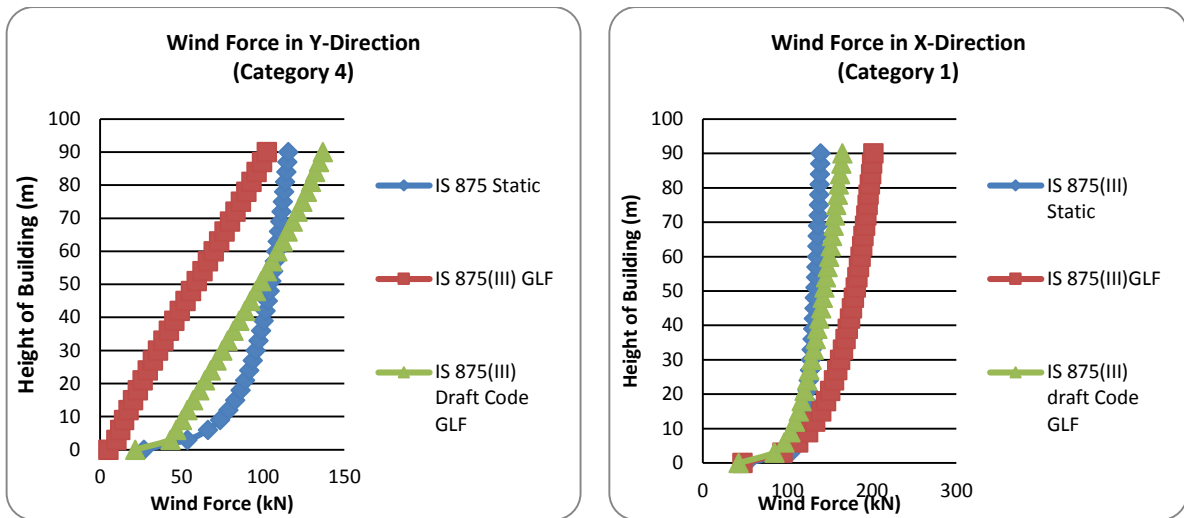 Wind Force in Y-Direction
(Category 4)
100
90
80
70
60
50
40
30
20
10
0
0 50 100 150
Height of Building (m)
Wind Force (kN)
IS 875 Static
IS 875(III) GLF
IS 875(III)
Draft Code
GLF
Wind Force in X-Direction
(Category 1)
100
90
80
70
60
50
40
30
20
10
0
0 100 200 300
Height of Building (m)
Wind Force (kN)
IS 875(III)
Static
IS 875(III)GLF
IS 875(III)
draft Code
GLF